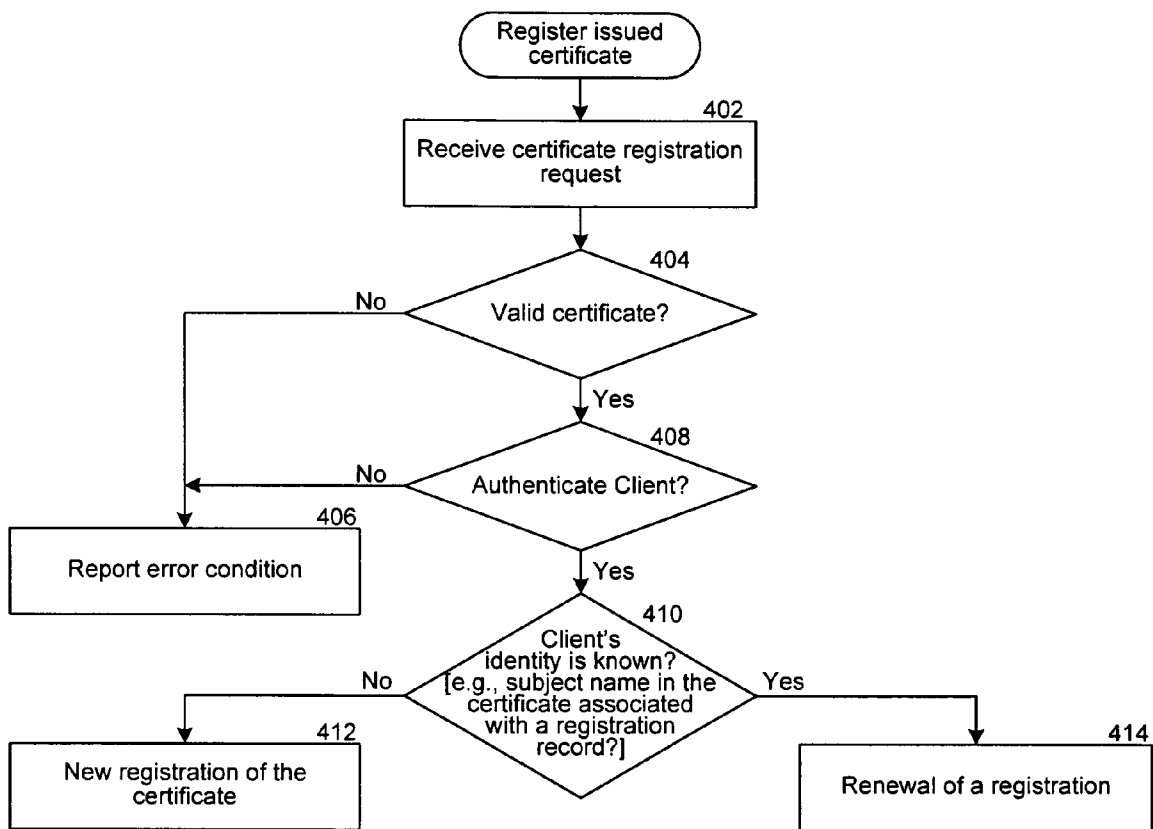 Register issued
certificate
402
Receive certificate registration
request
404
No
Valid certificate?
Yes
408
No
Authenticate Client?
406
Report error condition
Yes
410
Client's
identity is known?
[e.g., subject name in the
certificate associated
with a registration
record?]
No
Yes
412
New registration of the
certificate
414
Renewal of a registration